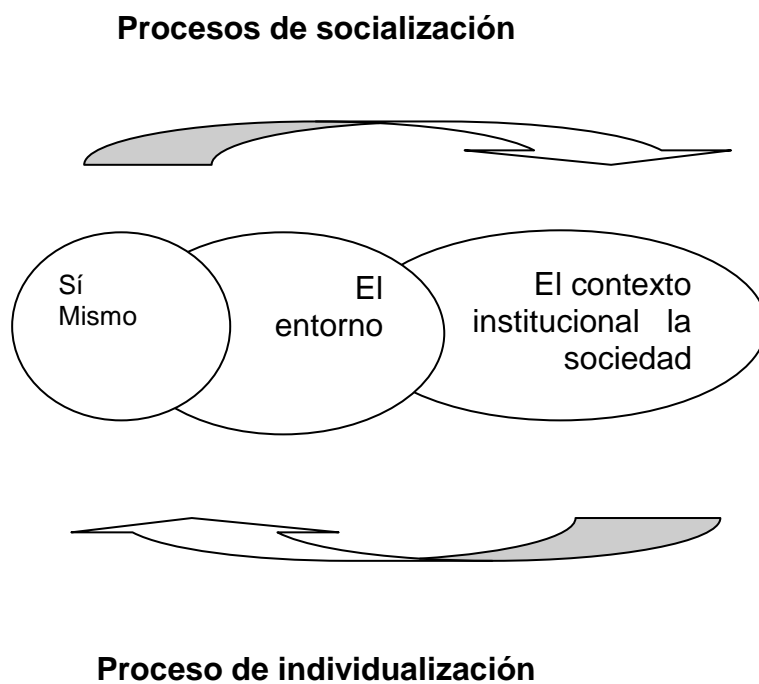 Procesos de socialización
Sí
Mismo
El
entorno
El contexto
institucional la
sociedad
Proceso de individualización